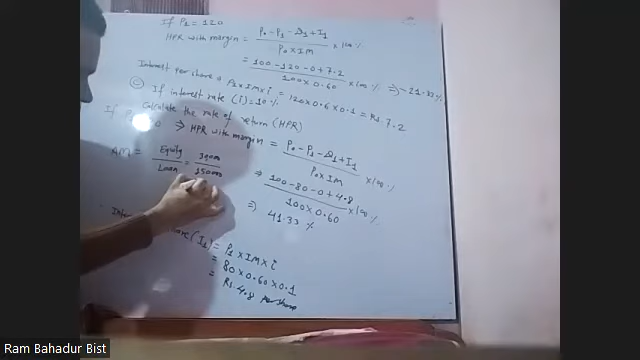 If P1 = 120
HPR with margin = P0 - P1 - D1 + I1 / P0 x IM x 100%
= 100 - 120 - 0 + 7.2 / 100 x 0.60 x 100% => -21.33%
Interest per share = P1 x IM x i = 120 x 0.6 x 0.1 = Rs. 7.2
(c) If interest rate (i) = 10%
Calculate the rate of return (HPR)
If P 0 => HPR with margin = P0 - P1 - D1 + I1 / P0 x IM x 100%
AM = Equity / Loan = / 15000
=> 100 - 80 - 0 + 4.8 / 100 x 0.60 x 100%
=> 41.33%
(I1) = P1 x IM x i
= 80 x 0.60 x 0.1
= Rs. 4.8 per share
Ram Bahadur Bist